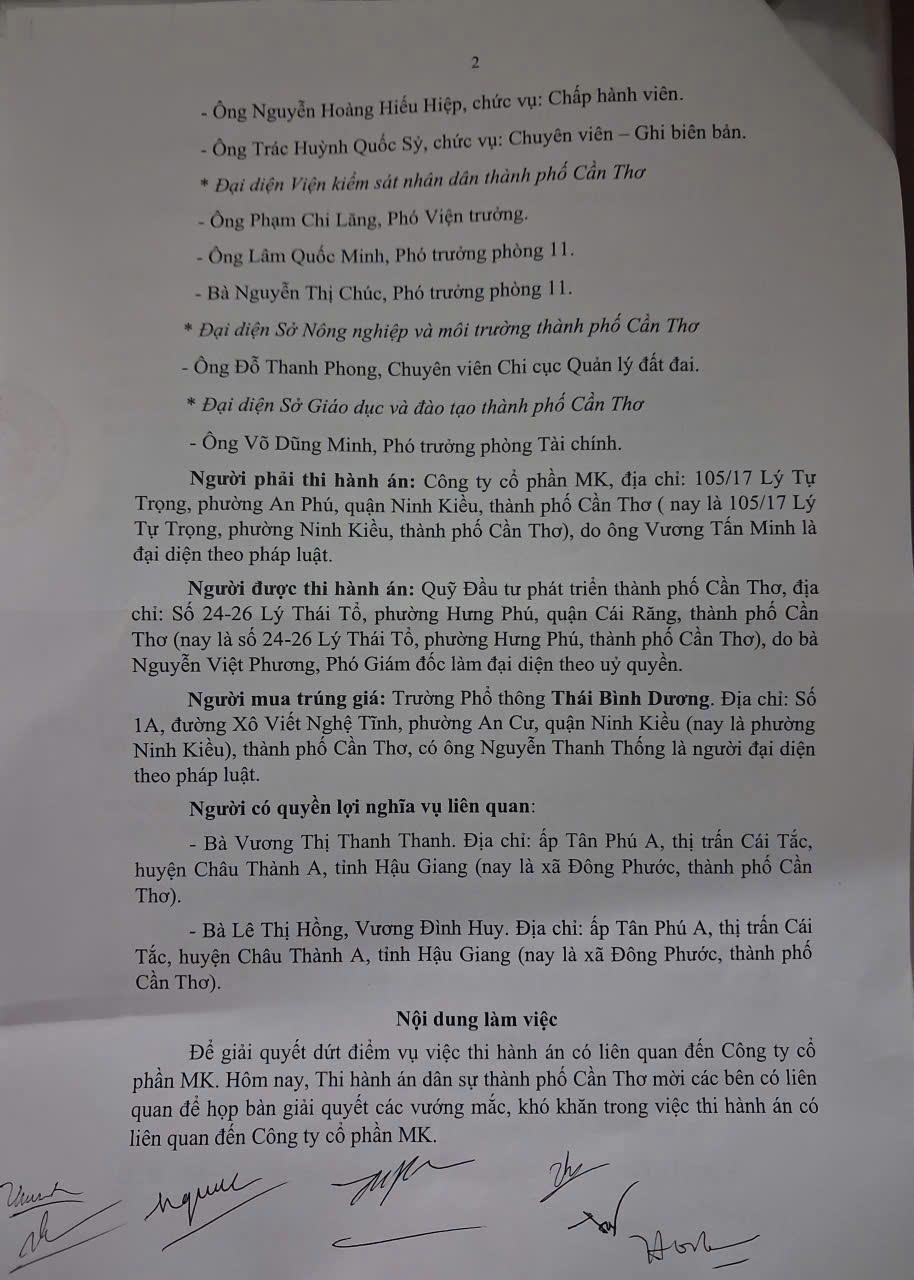 2
- Ông Nguyễn Hoàng Hiếu Hiệp, chức vụ: Chấp hành viên.
- Ông Trác Huỳnh Quốc Sỷ, chức vụ: Chuyên viên – Ghi biên bản.
* Đại diện Viện kiểm sát nhân dân thành phố Cần Thơ
- Ông Phạm Chi Lăng, Phó Viện trưởng.
- Ông Lâm Quốc Minh, Phó trưởng phòng 11.
- Bà Nguyễn Thị Chúc, Phó trưởng phòng 11.
* Đại diện Sở Nông nghiệp và môi trường thành phố Cần Thơ
- Ông Đỗ Thanh Phong, Chuyên viên Chi cục Quản lý đất đai.
* Đại diện Sở Giáo dục và đào tạo thành phố Cần Thơ
- Ông Võ Dũng Minh, Phó trưởng phòng Tài chính.
Người phải thi hành án: Công ty cổ phần MK, địa chỉ: 105/17 Lý Tự
Trọng, phường An Phú, quận Ninh Kiều, thành phố Cần Thơ ( nay là 105/17 Lý
Tự Trọng, phường Ninh Kiều, thành phố Cần Thơ), do ông Vương Tấn Minh là
đại diện theo pháp luật.
Người được thi hành án: Quỹ Đầu tư phát triển thành phố Cần Thơ, địa
chỉ: Số 24-26 Lý Thái Tổ, phường Hưng Phú, quận Cái Răng, thành phố Cần
Thơ (nay là số 24-26 Lý Thái Tổ, phường Hưng Phú, thành phố Cần Thơ), do bà
Nguyễn Việt Phương, Phó Giám đốc làm đại diện theo uỷ quyền.
Người mua trúng giá: Trường Phổ thông Thái Bình Dương. Địa chỉ: Số
1A, đường Xô Viết Nghệ Tĩnh, phường An Cư, quận Ninh Kiều (nay là phường
Ninh Kiều), thành phố Cần Thơ, có ông Nguyễn Thanh Thống là người đại diện
theo pháp luật.
Người có quyền lợi nghĩa vụ liên quan:
- Bà Vương Thị Thanh Thanh. Địa chỉ: ấp Tân Phú A, thị trấn Cái Tắc,
huyện Châu Thành A, tỉnh Hậu Giang (nay là xã Đông Phước, thành phố Cần
Thơ).
- Bà Lê Thị Hồng, Vương Đình Huy. Địa chỉ: ấp Tân Phú A, thị trấn Cái
Tắc, huyện Châu Thành A, tỉnh Hậu Giang (nay là xã Đông Phước, thành phố
Cần Thơ).
Nội dung làm việc
Để giải quyết dứt điểm vụ việc thi hành án có liên quan đến Công ty cổ
phần MK. Hôm nay, Thi hành án dân sự thành phố Cần Thơ mời các bên có liên
quan để họp bàn giải quyết các vướng mắc, khó khăn trong việc thi hành án có
liên quan đến Công ty cổ phần MK.